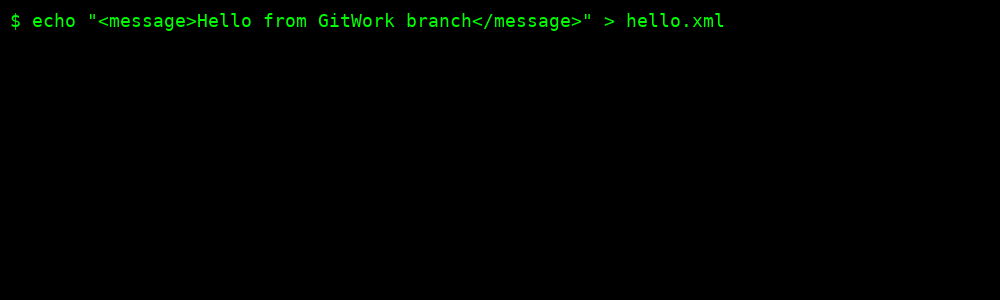 $ echo "<message>Hello from GitWork branch</message>" > hello.xml